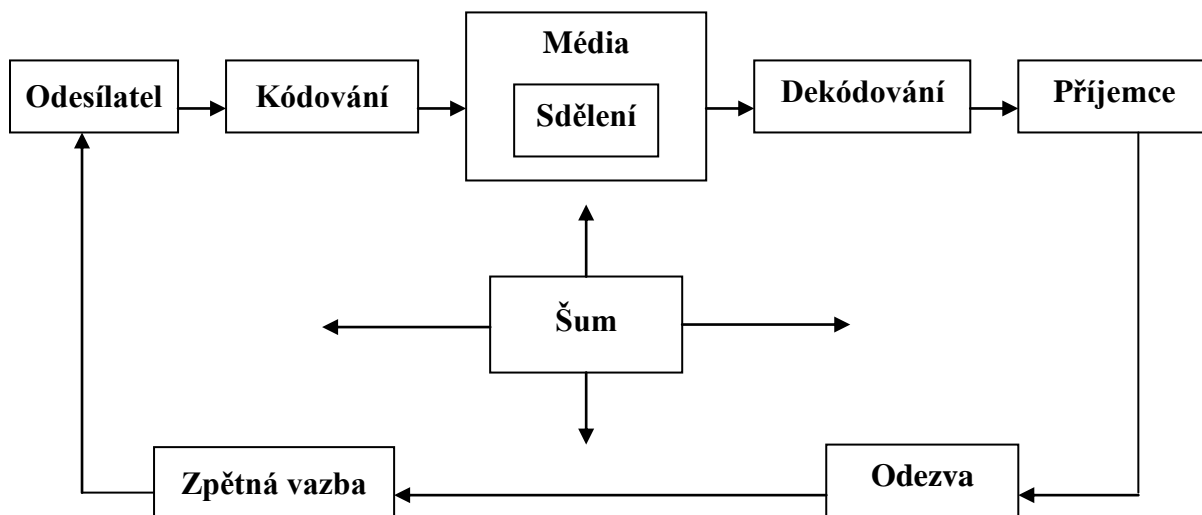 Odesílatel
Kódování
Média
Sdělení
Dekódování
Příjemce
Šum
Zpětná vazba
Odezva